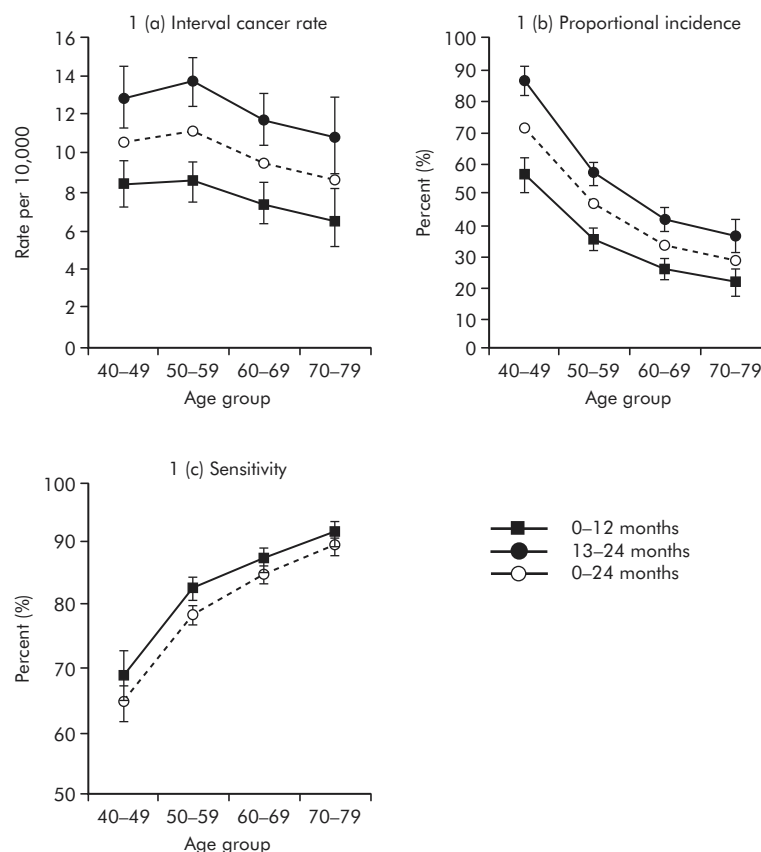 1 (a) Interval cancer rate
Rate per 10,000
16
14
12
10
8
6
4
2
0
40–49 50–59 60–69 70–79
Age group
1 (b) Proportional incidence
Percent (%)
100
90
80
70
60
50
40
30
20
10
0
40–49 50–59 60–69 70–79
Age group
1 (c) Sensitivity
Percent (%)
100
90
80
70
60
50
40–49 50–59 60–69 70–79
Age group
0–12 months
13–24 months
0–24 months